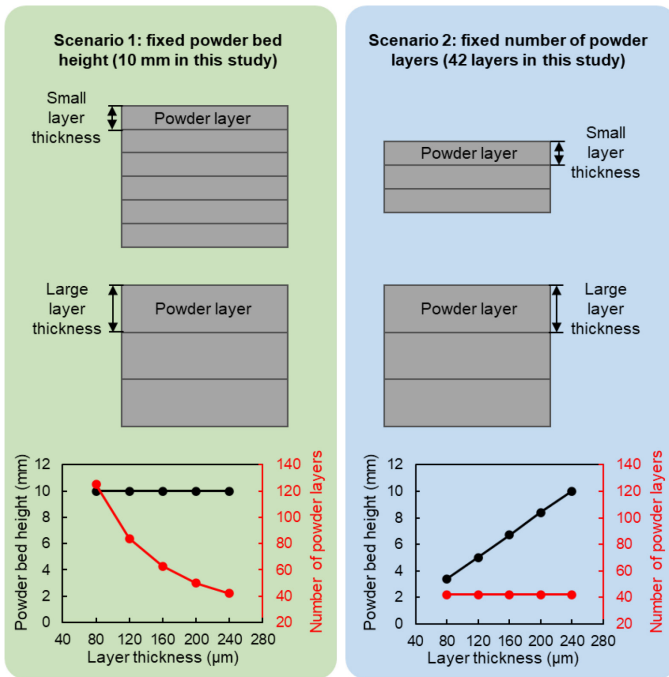 Scenario 1: fixed powder bed
height (10 mm in this study)
Small
layer
thickness
Powder layer
Large
layer
thickness
Powder layer
Powder bed height (mm)
12
10
8
6
4
2
0
140
120
100
80
60
40
20
Number of powder layers
40 80 120 160 200 240 280
Layer thickness (µm)
Scenario 2: fixed number of powder
layers (42 layers in this study)
Powder layer
Small
layer
thickness
Powder layer
Large
layer
thickness
Powder bed height (mm)
12
10
8
6
4
2
0
140
120
100
80
60
40
20
Number of powder layers
40 80 120 160 200 240 280
Layer thickness (µm)